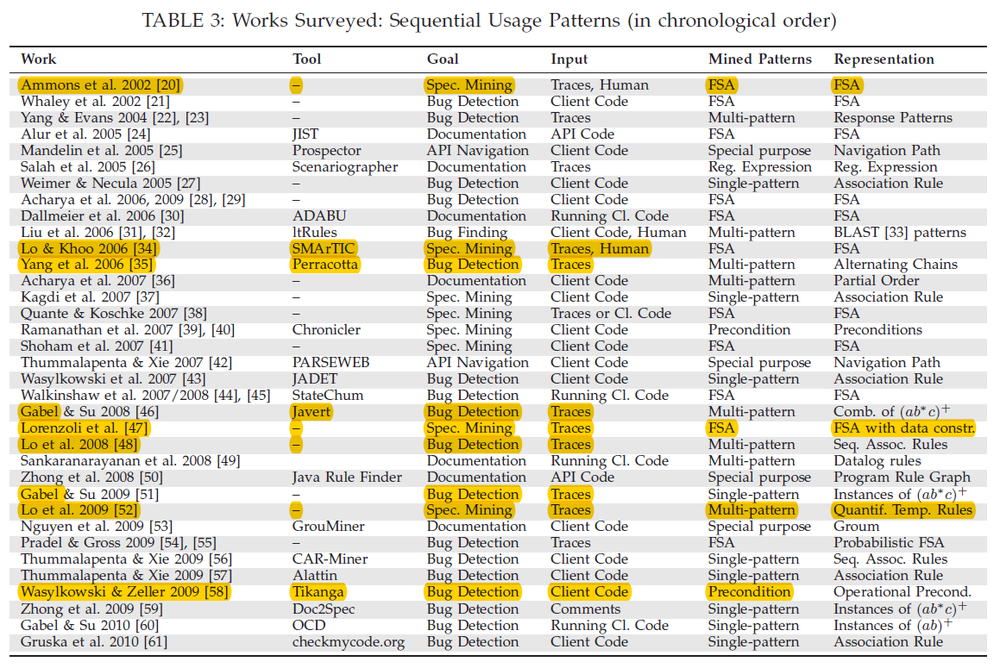 TABLE 3: Works Surveyed: Sequential Usage Patterns (in chronological order)
Work Tool Goal Input Mined Patterns Representation
Ammons et al. 2002 [20] – Spec. Mining Traces, Human FSA FSA
Whaley et al. 2002 [21] – Bug Detection Client Code FSA FSA
Yang & Evans 2004 [22], [23] – Bug Detection Traces Multi-pattern Response Patterns
Alur et al. 2005 [24] JIST Documentation API Code FSA FSA
Mandelin et al. 2005 [25] Prospector API Navigation Client Code Special purpose Navigation Path
Salah et al. 2005 [26] Scenariographer Documentation Traces Reg. Expression Reg. Expression
Weimer & Necula 2005 [27] – Bug Detection Client Code Single-pattern Association Rule
Acharya et al. 2006, 2009 [28], [29] – Bug Detection Client Code FSA FSA
Dallmeier et al. 2006 [30] ADABU Documentation Running Cl. Code FSA FSA
Liu et al. 2006 [31], [32] ltRules Bug Finding Client Code, Human Multi-pattern BLAST [33] patterns
Lo & Khoo 2006 [34] SMArTIC Spec. Mining Traces, Human FSA FSA
Yang et al. 2006 [35] Perracotta Bug Detection Traces Multi-pattern Alternating Chains
Acharya et al. 2007 [36] – Documentation Client Code Multi-pattern Partial Order
Kagdi et al. 2007 [37] – Spec. Mining Client Code Single-pattern Association Rule
Quante & Koschke 2007 [38] – Spec. Mining Traces or Cl. Code FSA FSA
Ramanathan et al. 2007 [39], [40] Chronicler Spec. Mining Client Code Precondition Preconditions
Shoham et al. 2007 [41] – Spec. Mining Client Code FSA FSA
Thummalapenta & Xie 2007 [42] PARSEWEB API Navigation Client Code Special purpose Navigation Path
Wasylkowski et al. 2007 [43] JADET Bug Detection Client Code Single-pattern Association Rule
Walkinshaw et al. 2007/2008 [44], [45] StateChum Bug Detection Running Cl. Code FSA FSA
Gabel & Su 2008 [46] Javert Bug Detection Traces Multi-pattern Comb. of (ab*c)+
Lorenzoli et al. [47] – Spec. Mining Traces FSA FSA with data constr.
Lo et al. 2008 [48] – Bug Detection Traces Multi-pattern Seq. Assoc. Rules
Sankaranarayanan et al. 2008 [49] Documentation Running Cl. Code Multi-pattern Datalog rules
Zhong et al. 2008 [50] Java Rule Finder Documentation API Code Special purpose Program Rule Graph
Gabel & Su 2009 [51] – Bug Detection Traces Single-pattern Instances of (ab*c)+
Lo et al. 2009 [52] – Spec. Mining Traces Multi-pattern Quantif. Temp. Rules
Nguyen et al. 2009 [53] GrouMiner Documentation Client Code Special purpose Groum
Pradel & Gross 2009 [54], [55] – Bug Detection Traces FSA Probabilistic FSA
Thummalapenta & Xie 2009 [56] CAR-Miner Bug Detection Client Code Single-pattern Seq. Assoc. Rules
Thummalapenta & Xie 2009 [57] Alattin Bug Detection Client Code Single-pattern Association Rule
Wasylkowski & Zeller 2009 [58] Tikanga Bug Detection Client Code Precondition Operational Precond.
Zhong et al. 2009 [59] Doc2Spec Bug Detection Comments Single-pattern Instances of (ab*c)+
Gabel & Su 2010 [60] OCD Bug Detection Running Cl. Code Single-pattern Instances of (ab)+
Gruska et al. 2010 [61] checkmycode.org Bug Detection Client Code Single-pattern Association Rule